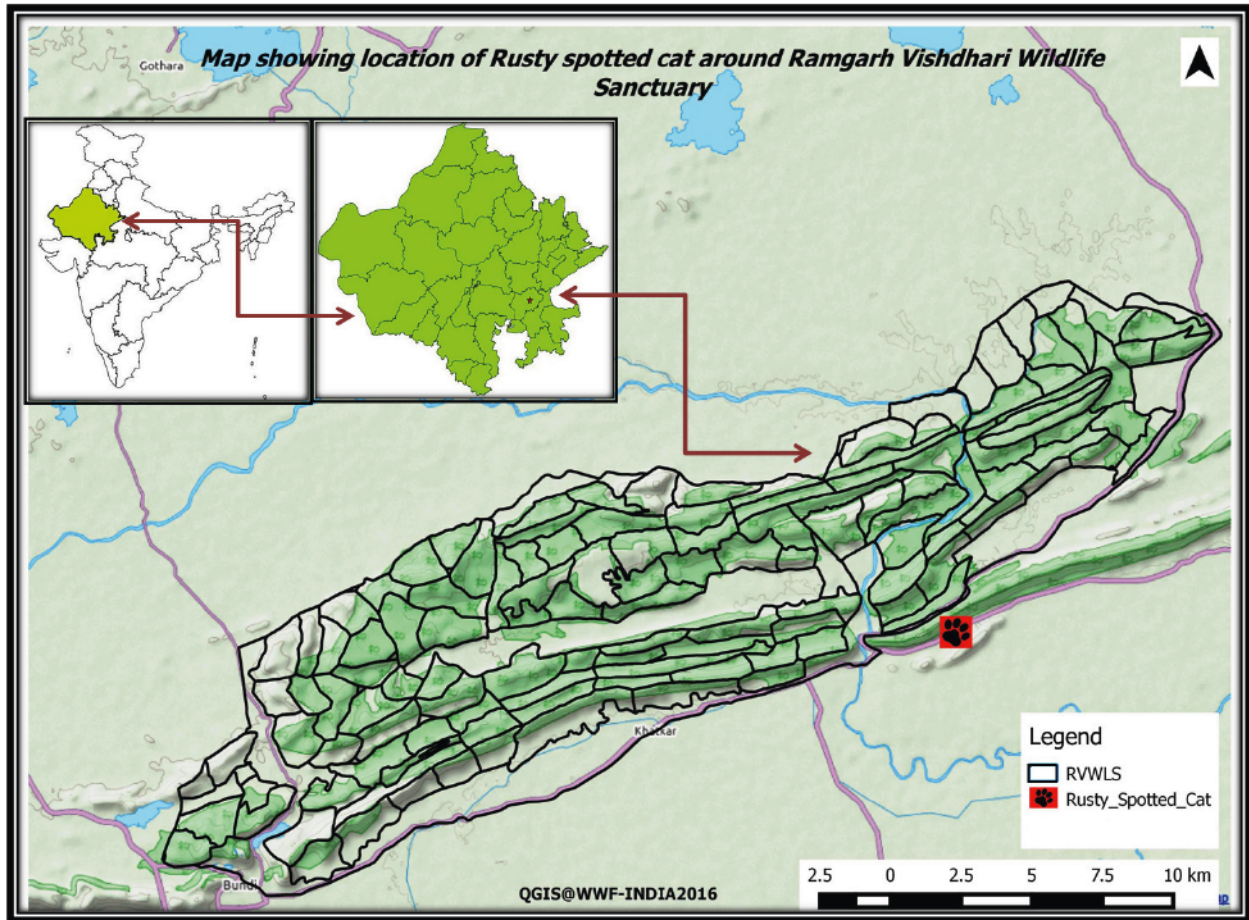 Map showing location of Rusty spotted cat around Ramgarh Vishdhari Wildlife
Sanctuary
Gothara
Khatkar
Bundi
Legend
RVWLS
Rusty_Spotted_Cat
QGIS@WWF-INDIA2016
2.5 0 2.5 5 7.5 10 km